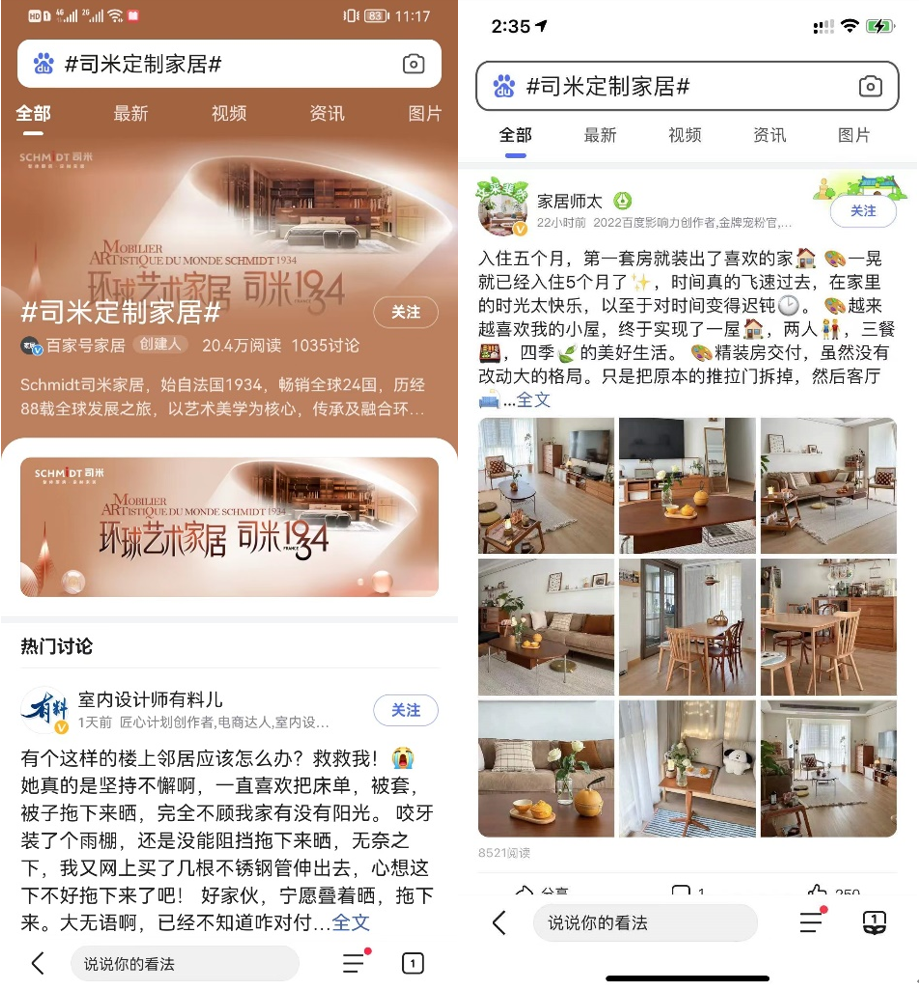 HD 4G 2G 83 11:17
#司米定制家居#
全部 最新 视频 资讯 图片
SCHMIDT 司米
MOBILIER
ARTISTIQUE DU MONDE SCHMIDT 1934
环球艺术家居 司米1934
#司米定制家居# 关注
百家号家居 创建人 20.4万阅读 1035讨论
Schmidt司米家居，始自法国1934，畅销全球24国，历经
88载全球发展之旅，以艺术美学为核心，传承及融合环...
SCHMIDT 司米
MOBILIER
ARTISTIQUE DU MONDE SCHMIDT 1934
环球艺术家居 司米1934
FRANCE
热门讨论
有料
室内设计师有料儿 关注
1天前 匠心计划创作者,电商达人,室内设...
有个这样的楼上邻居应该怎么办？救救我！😭
她真的是坚持不懈啊，一直喜欢把床单，被套，
被子拖下来晒，完全不顾我家有没有阳光。 咬牙
装了个雨棚，还是没能阻挡拖下来晒，无奈之
下，我又网上买了几根不锈钢管伸出去，心想这
下不好拖下来了吧！ 好家伙，宁愿叠着晒，拖下
来。大无语啊，已经不知道咋对付...全文
说说你的看法 1
2:35
#司米定制家居#
全部 最新 视频 资讯 图片
家居师太 关注
22小时前 2022百度影响力创作者,金牌宠粉官,...
入住五个月，第一套房就装出了喜欢的家🏠 🎨一晃
就已经入住5个月了✨，时间真的飞速过去，在家里
的时光太快乐，以至于对时间变得迟钝🕒。 🎨越来
越喜欢我的小屋，终于实现了一屋🏠，两人👫，三餐
🍱，四季🌿的美好生活。 🎨精装房交付，虽然没有
改动大的格局。只是把原本的推拉门拆掉，然后客厅
🛋️...全文
8521阅读
分享 1 250
说说你的看法 1